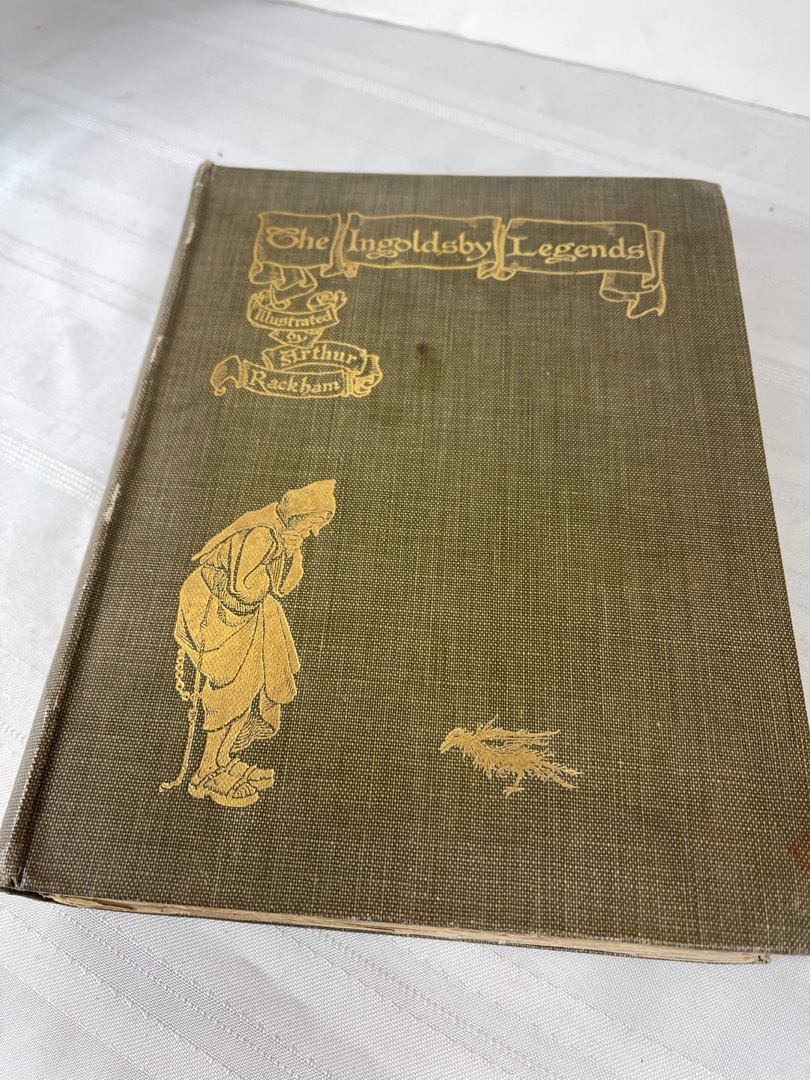 The Ingoldsby Legends
Illustrated
by
Arthur
Rackham